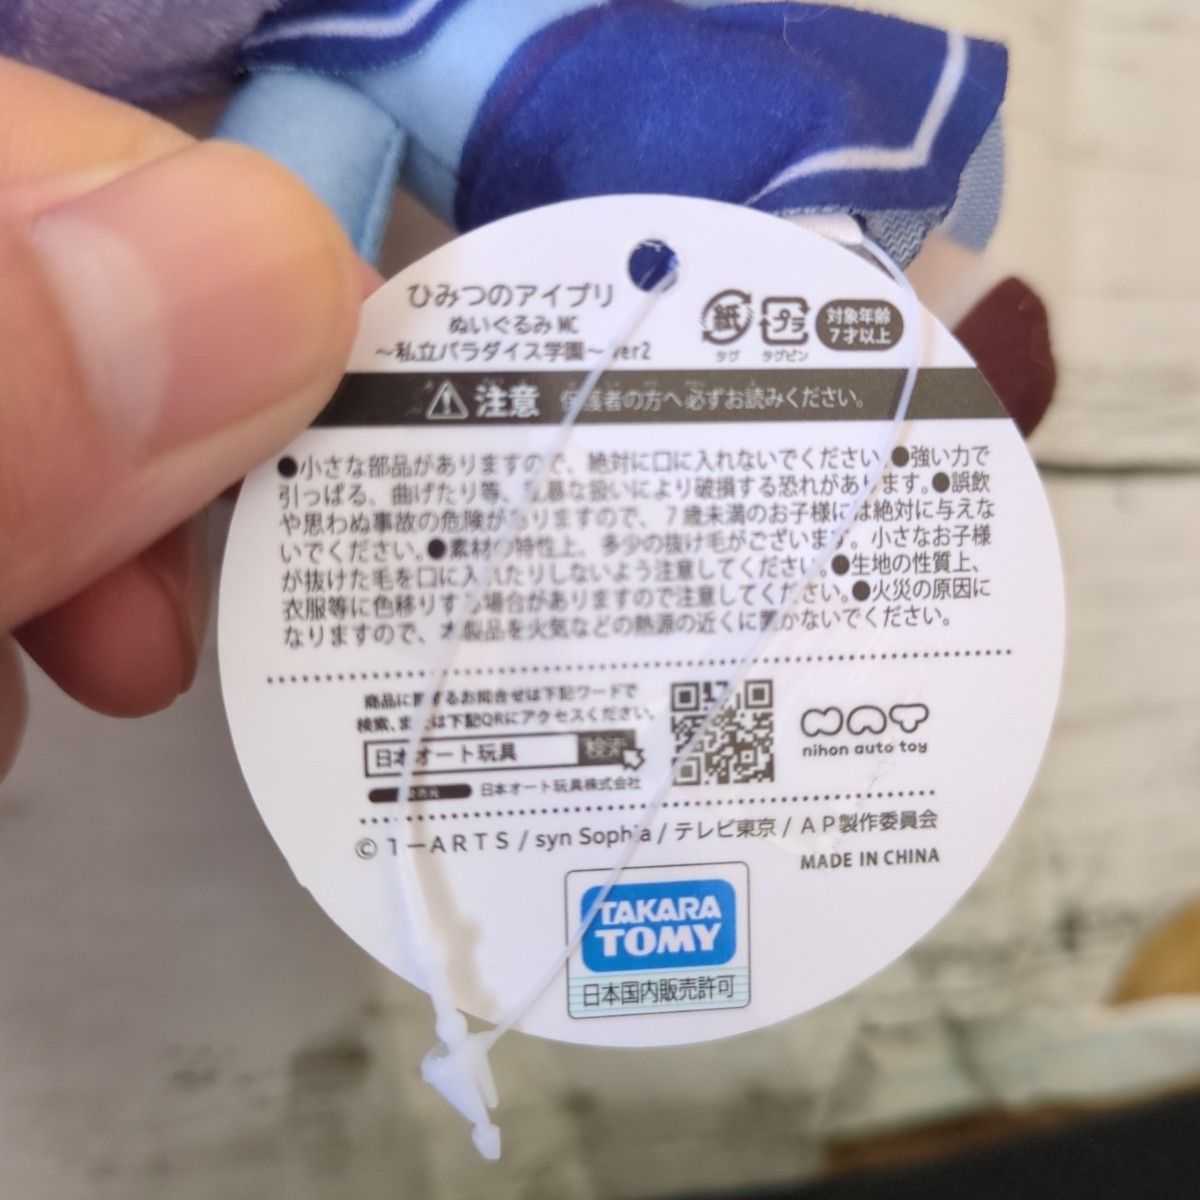 ひみつのアイプリ
ぬいぐるみ MC
～私立パラダイス学園～ Ver2
紙
タグ
プラ
タグピン
対象年齢
7才以上
注意 保護者の方へ必ずお読みください。
●小さな部品がありますので、絶対に口に入れないでください。●強い力で
引っぱる、曲げたり等、乱暴な扱いにより破損する恐れがあります。●誤飲
や思わぬ事故の危険がありますので、7歳未満のお子様には絶対に与えな
いでください。●素材の特性上、多少の抜け毛がございます。小さなお子様
が抜けた毛を口に入れたりしないよう注意してください。●生地の性質上、
衣服等に色移りする場合がありますので注意してください。●火災の原因に
なりますので、本製品を火気などの熱源の近くに置かないでください。
商品に関するお問合せは下記ワードで
検索、または下記QRにアクセスください。
日本オート玩具 検索
発売元 日本オート玩具株式会社
17
NAT
nihon auto toy
© T－ARTS / syn Sophia / テレビ東京 / AP製作委員会
MADE IN CHINA
TAKARA
TOMY
日本国内販売許可